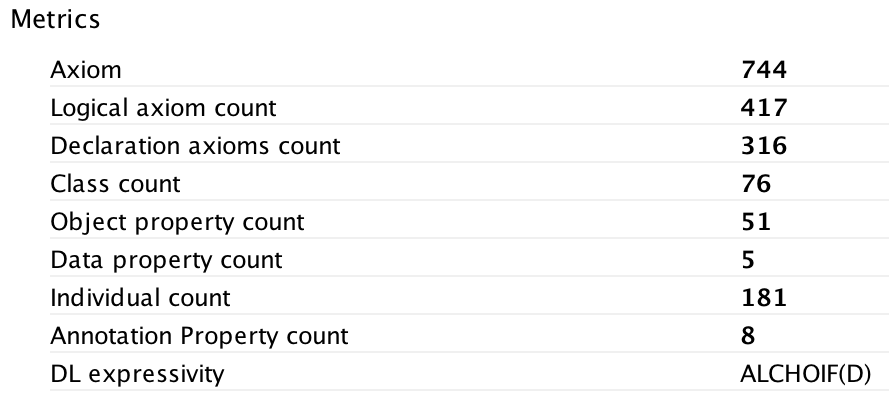 Metrics
Axiom 744
Logical axiom count 417
Declaration axioms count 316
Class count 76
Object property count 51
Data property count 5
Individual count 181
Annotation Property count 8
DL expressivity ALCHOIF(D)